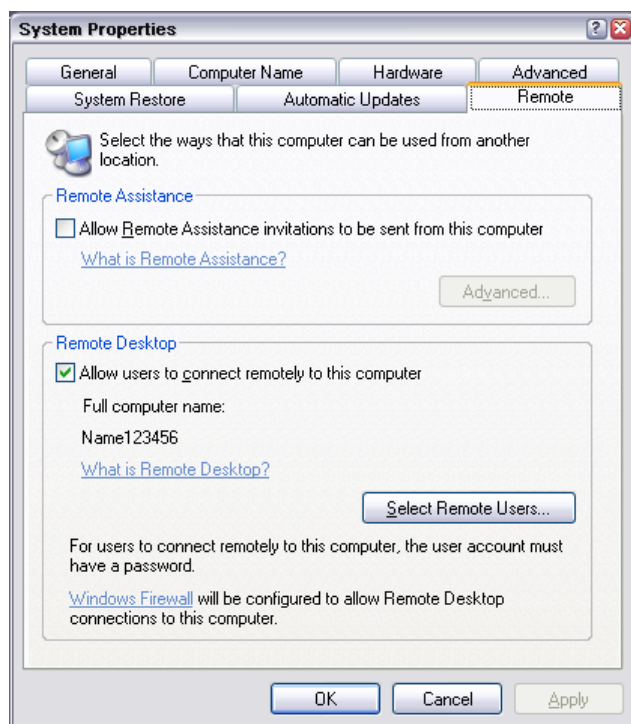 System Properties
General
Computer Name
Hardware
Advanced
System Restore
Automatic Updates
Remote
Select the ways that this computer can be used from another
location.
Remote Assistance
Allow Remote Assistance invitations to be sent from this computer
What is Remote Assistance?
Advanced...
Remote Desktop
Allow users to connect remotely to this computer
Full computer name:
Name123456
What is Remote Desktop?
Select Remote Users...
For users to connect remotely to this computer, the user account must
have a password.
Windows Firewall will be configured to allow Remote Desktop
connections to this computer.
OK
Cancel
Apply